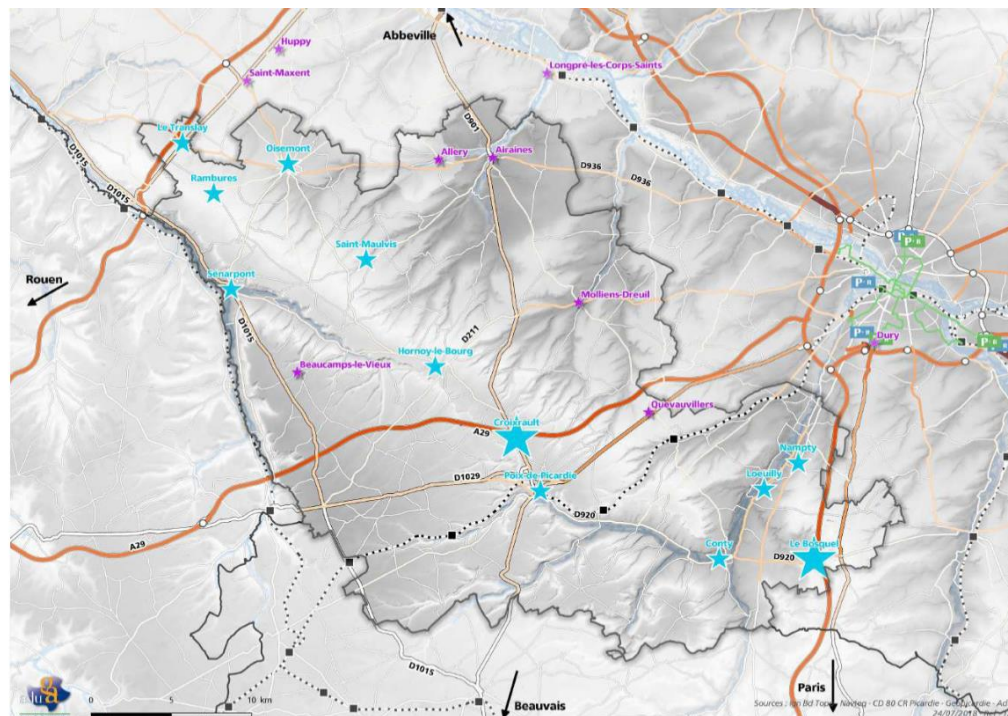 Abbeville
Huppy
Saint-Maxent
Longpré-les-Corps-Saints
Le Translay
Oisemont
D901
Allery
Airaines
D1015
D936
D936
Rambures
D1015
Saint-Maulvis
Rouen
Senarpont
Molliens-Dreuil
D211
D1015
Dury
Hornoy-le-Bourg
Beaucamps-le-Vieux
Quevauvillers
Croixrault
A29
Nampty
D1029
Poix-de-Picardie
Loeuilly
D920
A29
Conty
D920
Le Bosquel
D1015
Paris
Beauvais
0 5 10 km
P+R
P+R
P+R
P+R
P+R